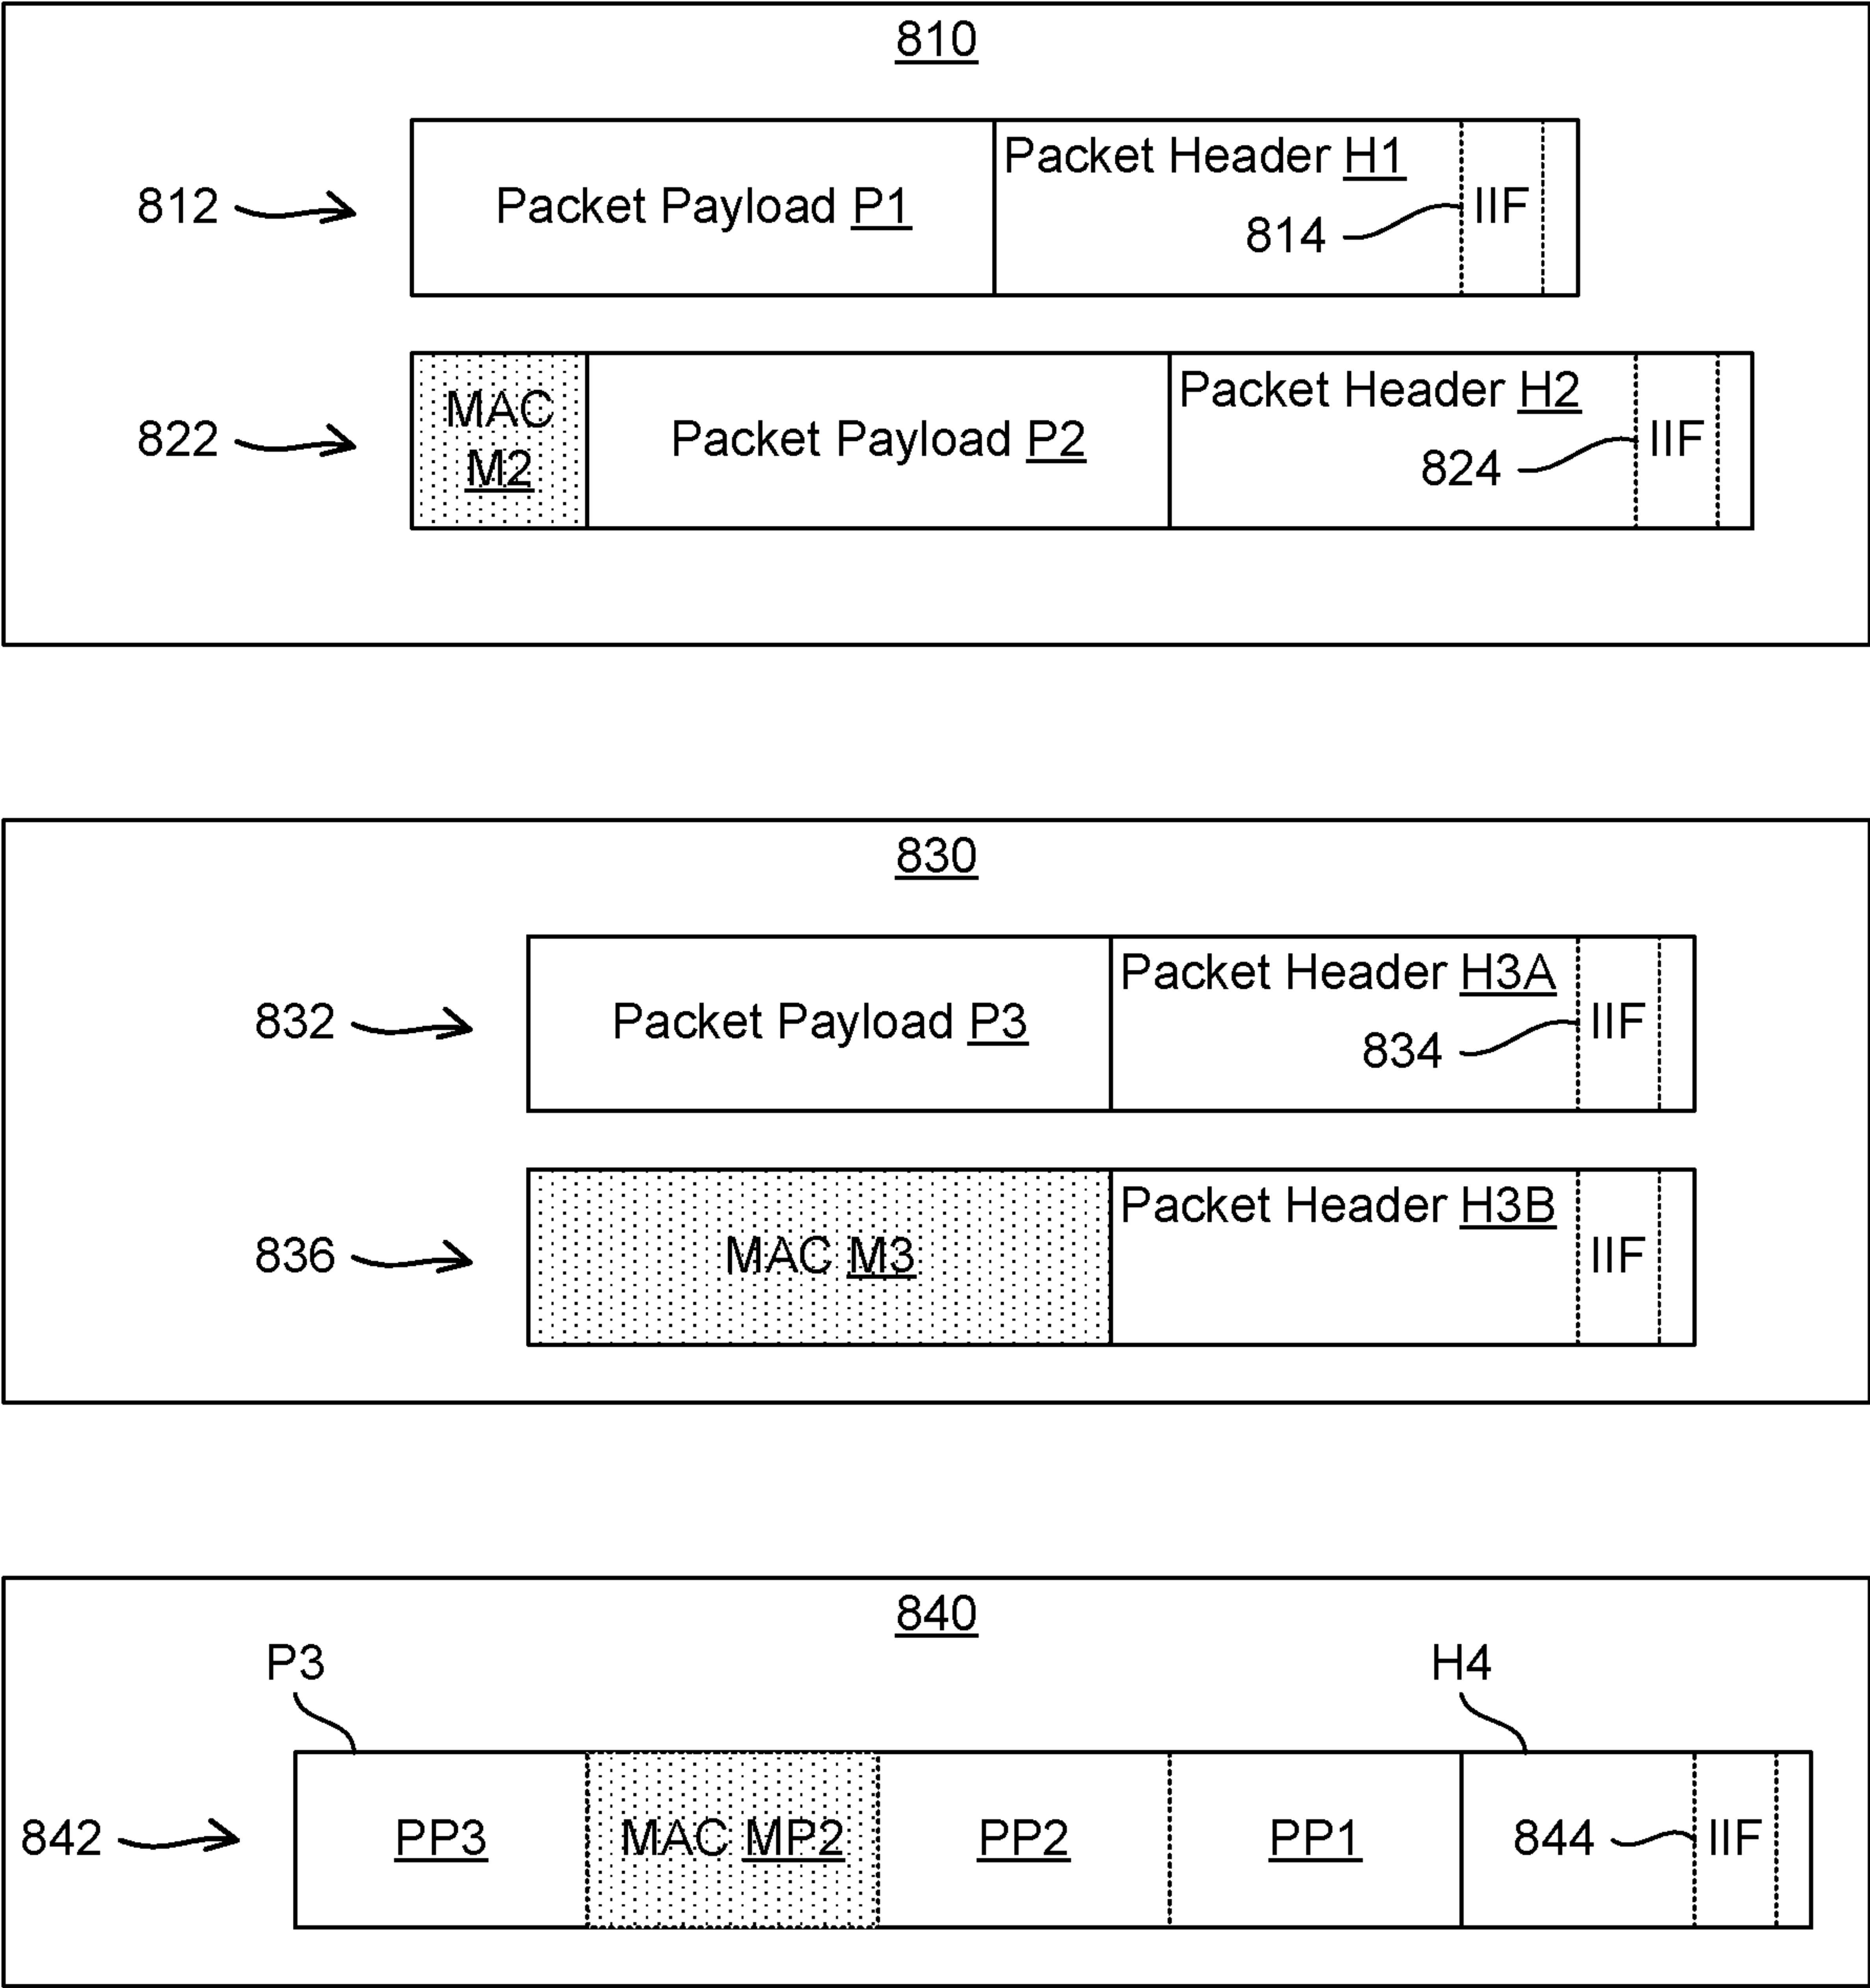 810
Packet Header H1
812
Packet Payload P1
IIF
814
Packet Header H2
MAC
822
Packet Payload P2
IIF
M2
824
830
Packet Header H3A
832
Packet Payload P3
IIF
834
Packet Header H3B
836
MAC M3
IIF
840
P3
H4
842
PP3
MAC MP2
PP2
PP1
844
IIF